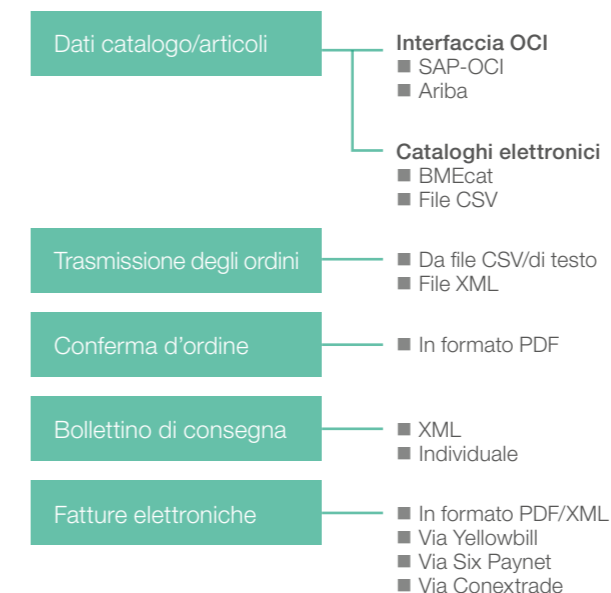 Dati catalogo/articoli
Interfaccia OCI
■ SAP-OCI
■ Ariba
Cataloghi elettronici
■ BMEcat
■ File CSV
Trasmissione degli ordini
■ Da file CSV/di testo
■ File XML
Conferma d’ordine
■ In formato PDF
Bollettino di consegna
■ XML
■ Individuale
Fatture elettroniche
■ In formato PDF/XML
■ Via Yellowbill
■ Via Six Paynet
■ Via Conextrade